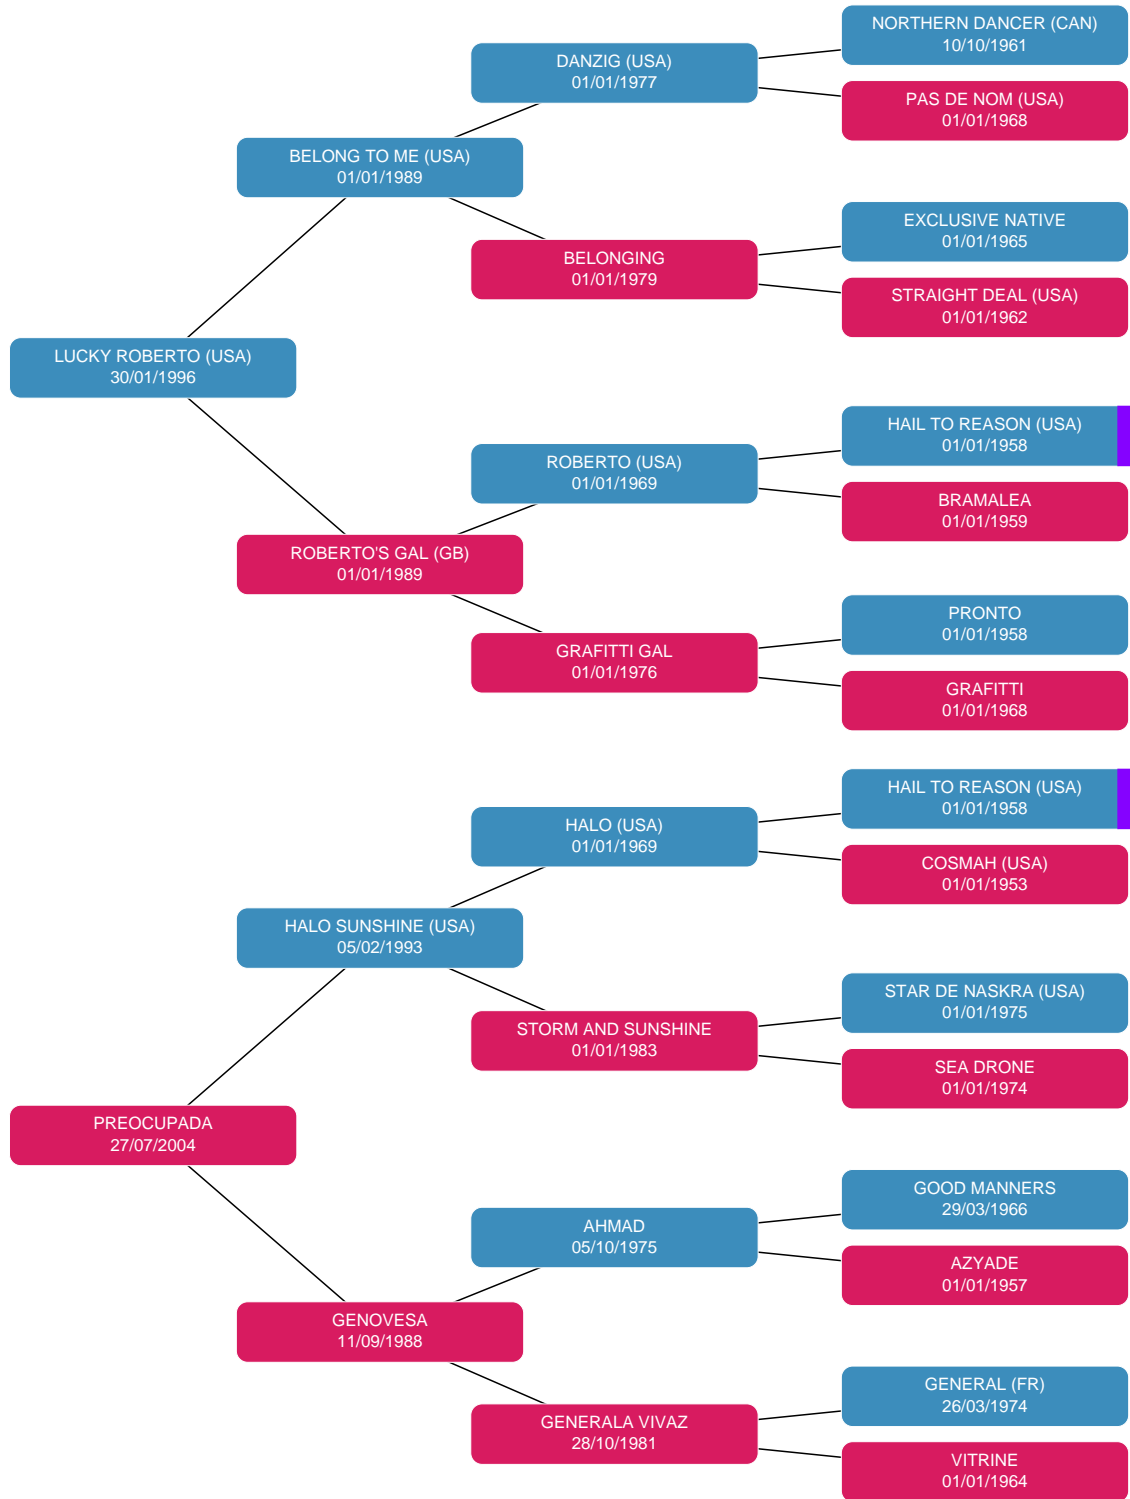 NORTHERN DANCER (CAN)
10/10/1961
DANZIG (USA)
01/01/1977
PAS DE NOM (USA)
01/01/1968
BELONG TO ME (USA)
01/01/1989
EXCLUSIVE NATIVE
01/01/1965
BELONGING
01/01/1979
STRAIGHT DEAL (USA)
01/01/1962
LUCKY ROBERTO (USA)
30/01/1996
HAIL TO REASON (USA)
01/01/1958
ROBERTO (USA)
01/01/1969
BRAMALEA
01/01/1959
ROBERTO'S GAL (GB)
01/01/1989
PRONTO
01/01/1958
GRAFITTI GAL
01/01/1976
GRAFITTI
01/01/1968
HAIL TO REASON (USA)
01/01/1958
HALO (USA)
01/01/1969
COSMAH (USA)
01/01/1953
HALO SUNSHINE (USA)
05/02/1993
STAR DE NASKRA (USA)
01/01/1975
STORM AND SUNSHINE
01/01/1983
SEA DRONE
01/01/1974
PREOCUPADA
27/07/2004
GOOD MANNERS
29/03/1966
AHMAD
05/10/1975
AZYADE
01/01/1957
GENOVESA
11/09/1988
GENERAL (FR)
26/03/1974
GENERALA VIVAZ
28/10/1981
VITRINE
01/01/1964